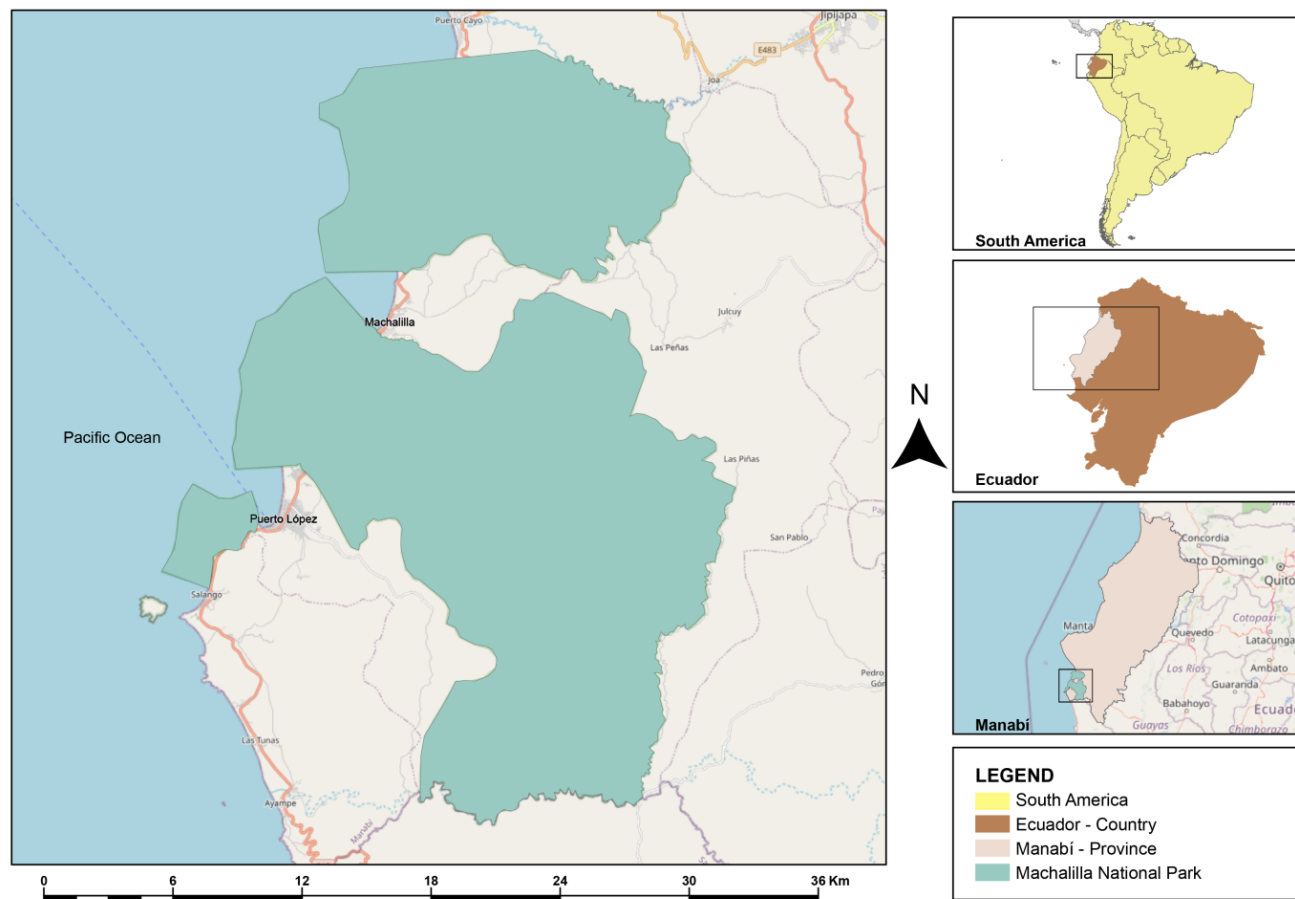 Puerto Cayo
Jipijapa
E483
Joa
Machalilla
Julcuy
Las Peñas
Pacific Ocean
Las Piñas
Puerto López
San Pablo
Salango
Pedro
Las Tunas
Ayampe
Manabí
0 6 12 18 24 30 36 Km
N
South America
Ecuador
Concordia
anto Domingo
Quito
Manta
Cotopaxi
Quevedo
Latacunga
Los Ríos
Ambato
Guaranda
Babahoyo
Ecuado
Guayas
Chimborazo
Manabí
LEGEND
South America
Ecuador - Country
Manabí - Province
Machalilla National Park